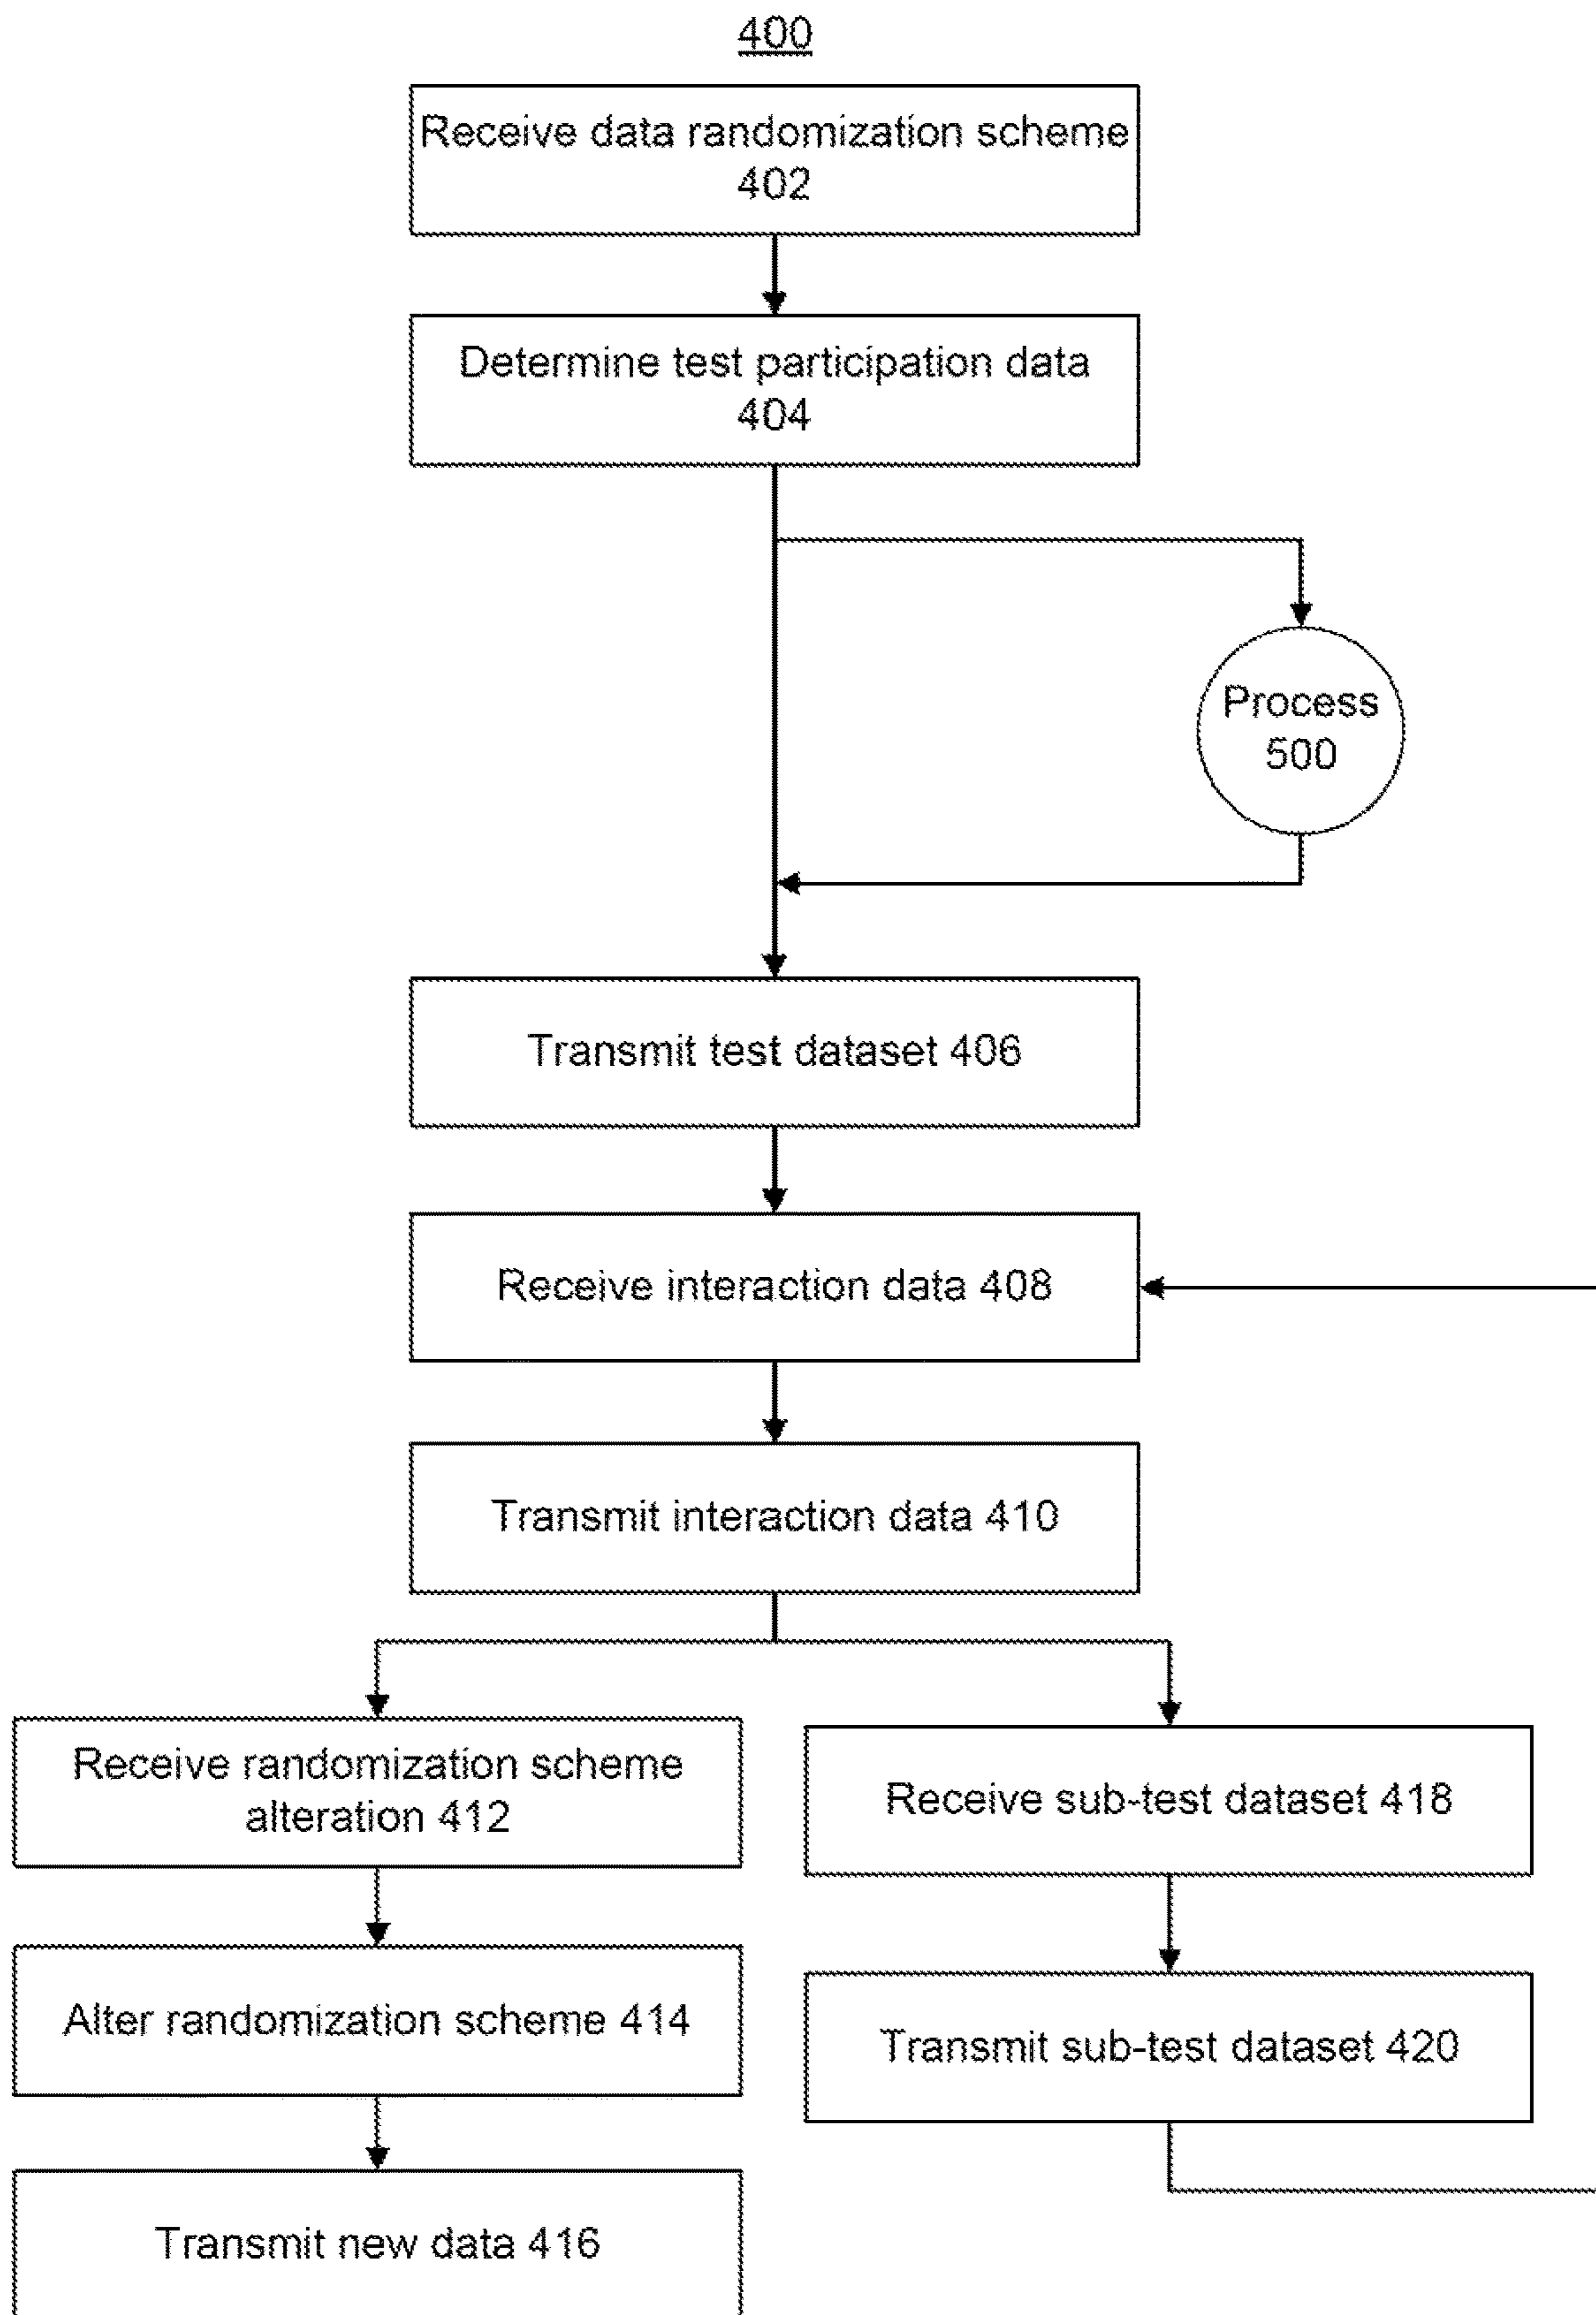 400
Receive data randomization scheme
402
Determine test participation data
404
Process
500
Transmit test dataset 406
Receive interaction data 408
Transmit interaction data 410
Receive randomization scheme
alteration 412
Receive sub-test dataset 418
Alter randomization scheme 414
Transmit sub-test dataset 420
Transmit new data 416